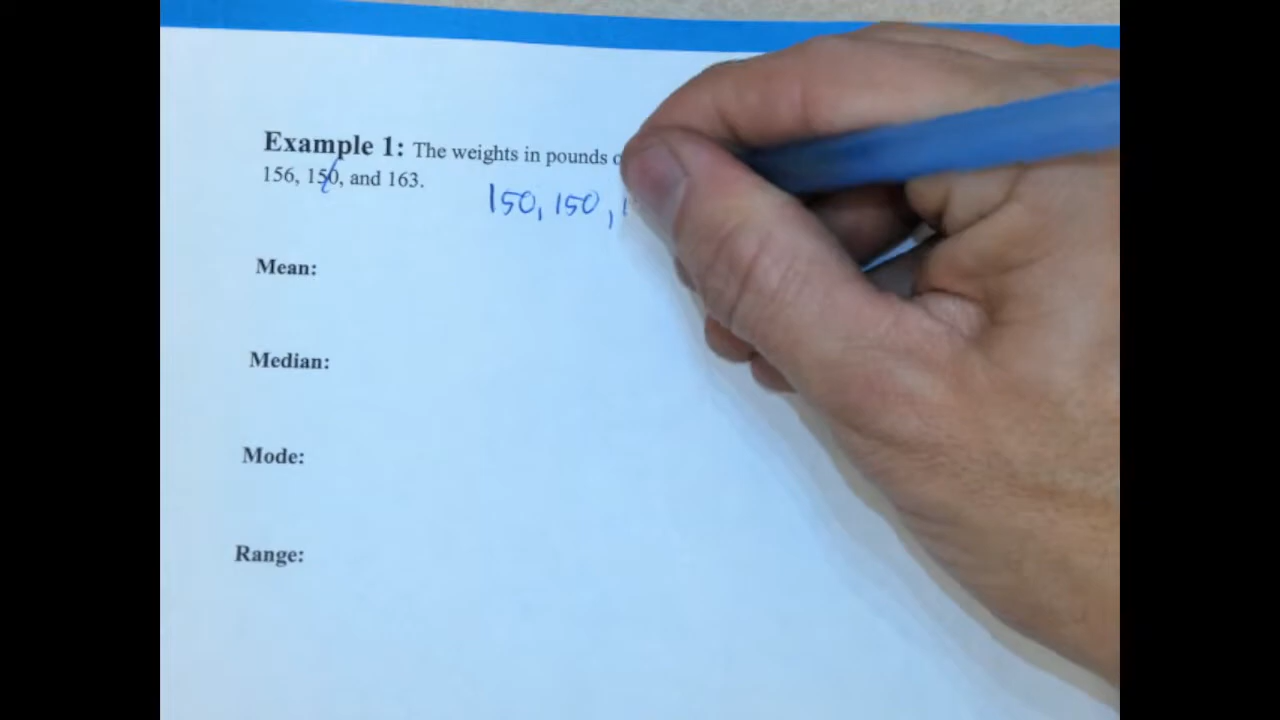 Example 1: The weights in pounds
156, 150, and 163.
150, 150,
Mean:
Median:
Mode:
Range: